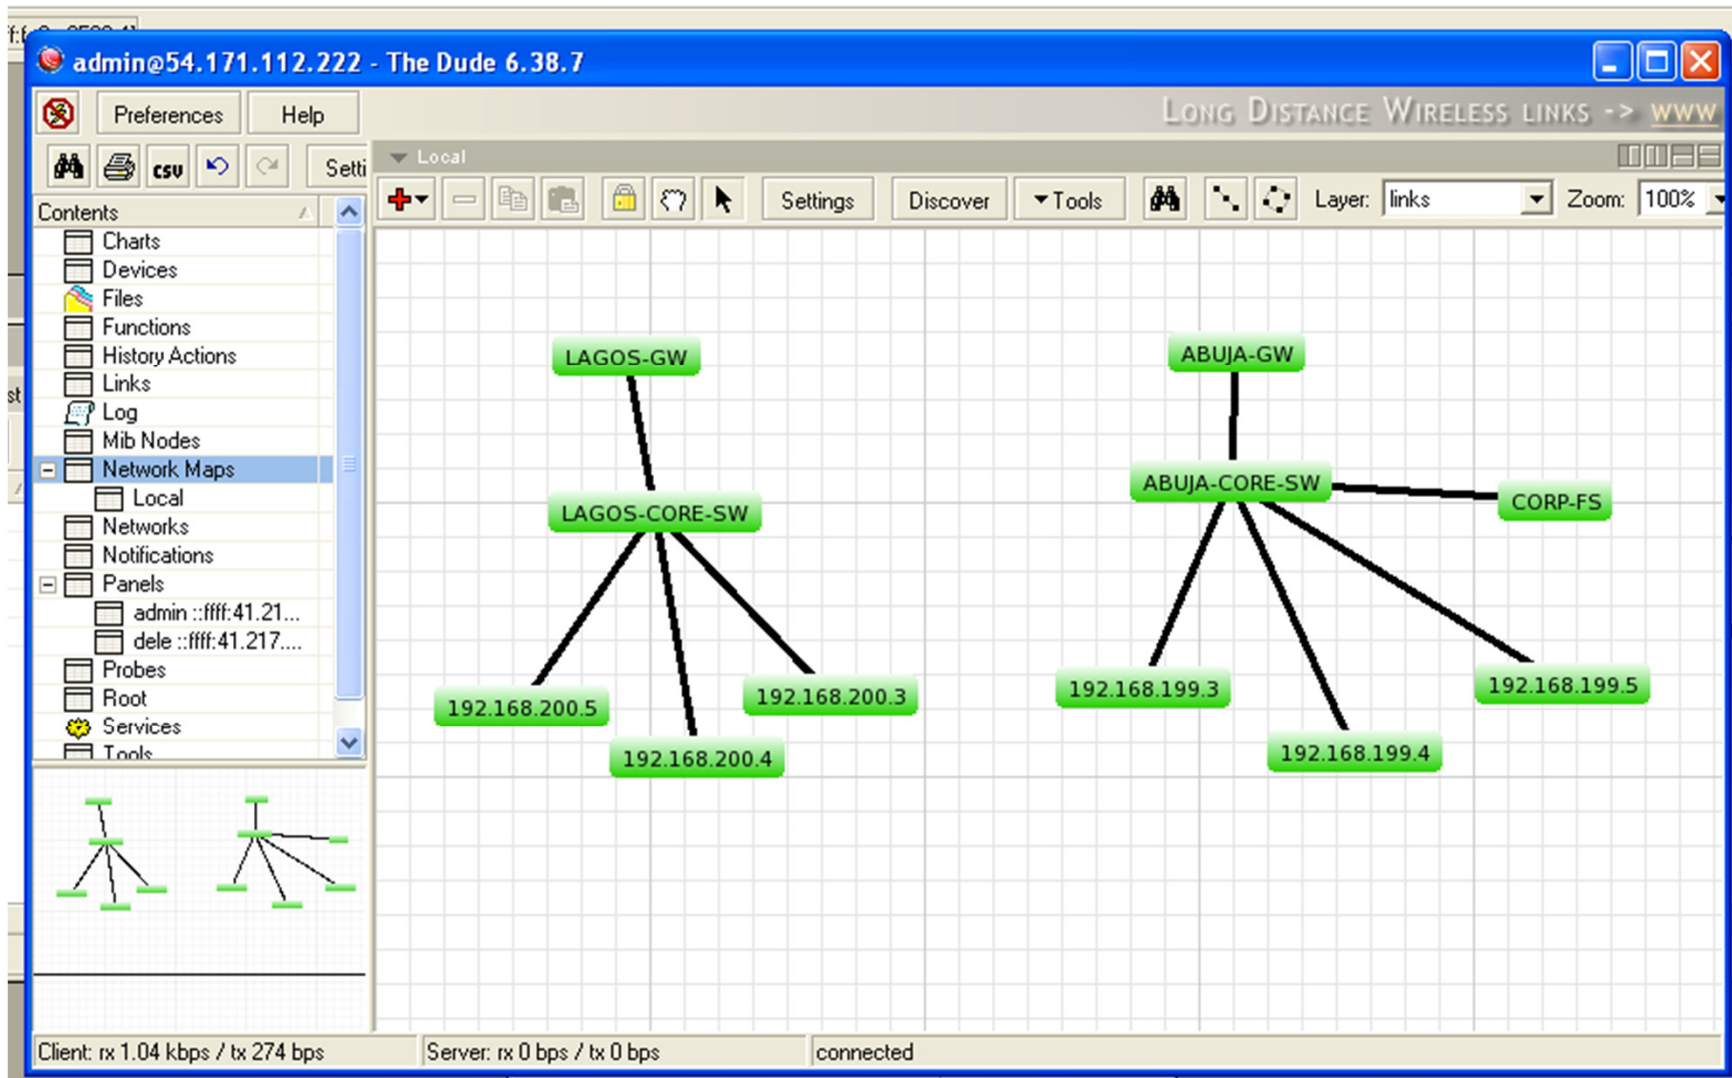 admin@54.171.112.222 - The Dude 6.38.7
Preferences Help
LONG DISTANCE WIRELESS LINKS -> WWW
csv Setti
Local
Settings Discover Tools Layer: links Zoom: 100%
Contents
Charts
Devices
Files
Functions
History Actions
Links
Log
Mib Nodes
Network Maps
Local
Networks
Notifications
Panels
admin ::ffff:41.21...
dele ::ffff:41.217....
Probes
Root
Services
Tools
LAGOS-GW
LAGOS-CORE-SW
192.168.200.5
192.168.200.4
192.168.200.3
ABUJA-GW
ABUJA-CORE-SW
CORP-FS
192.168.199.3
192.168.199.4
192.168.199.5
st
Client: rx 1.04 kbps / tx 274 bps
Server: rx 0 bps / tx 0 bps
connected